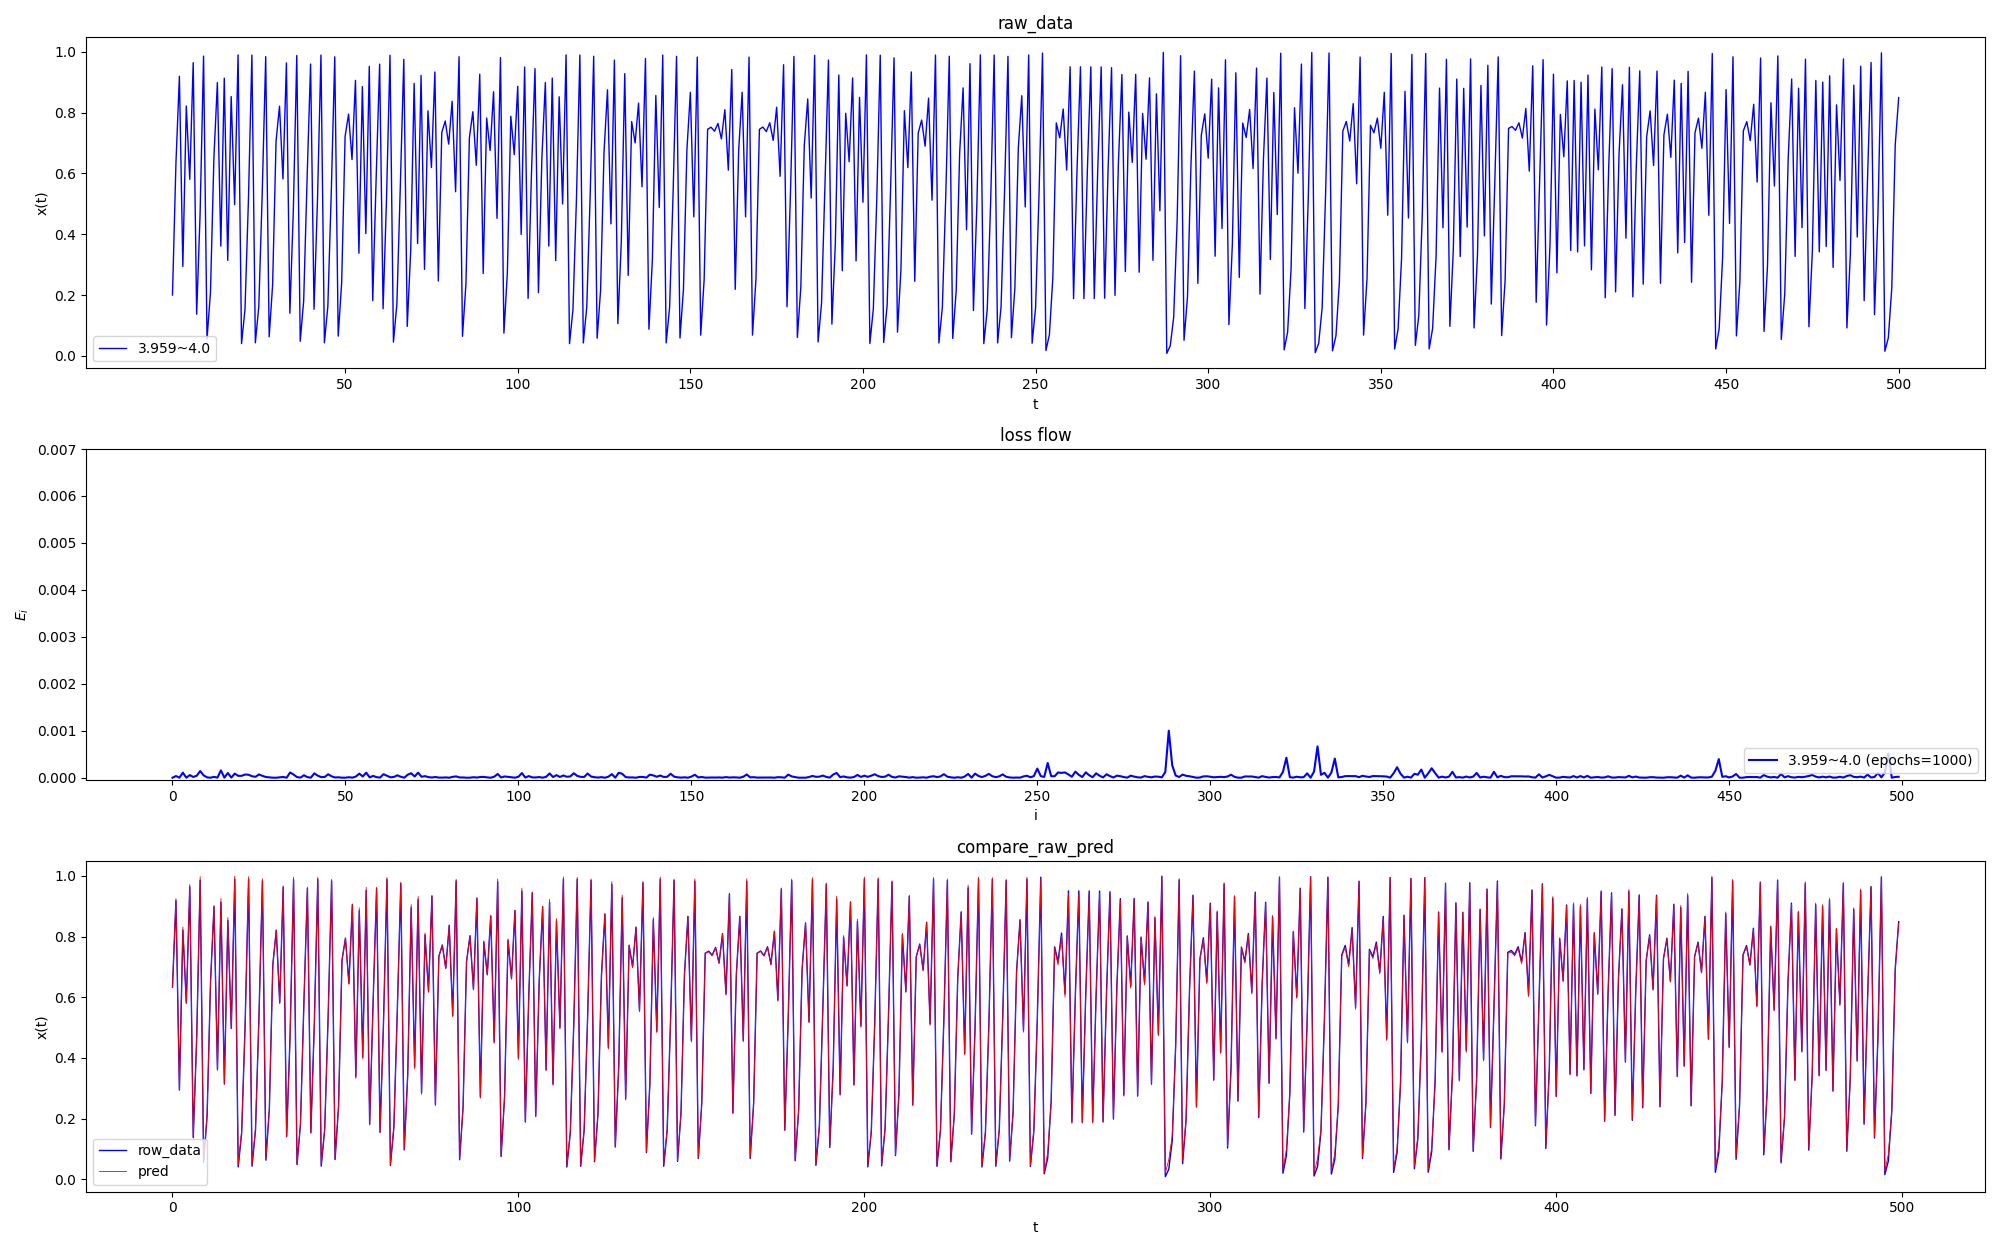 raw_data
1.0
0.8
0.6
0.4
0.2
0.0
x(t)
3.959~4.0
50 100 150 200 250 300 350 400 450 500
t
loss flow
0.007
0.006
0.005
0.004
0.003
0.002
0.001
0.000
E_i
3.959~4.0 (epochs=1000)
0 50 100 150 200 250 300 350 400 450 500
i
compare_raw_pred
1.0
0.8
0.6
0.4
0.2
0.0
x(t)
row_data
pred
0 100 200 300 400 500
t